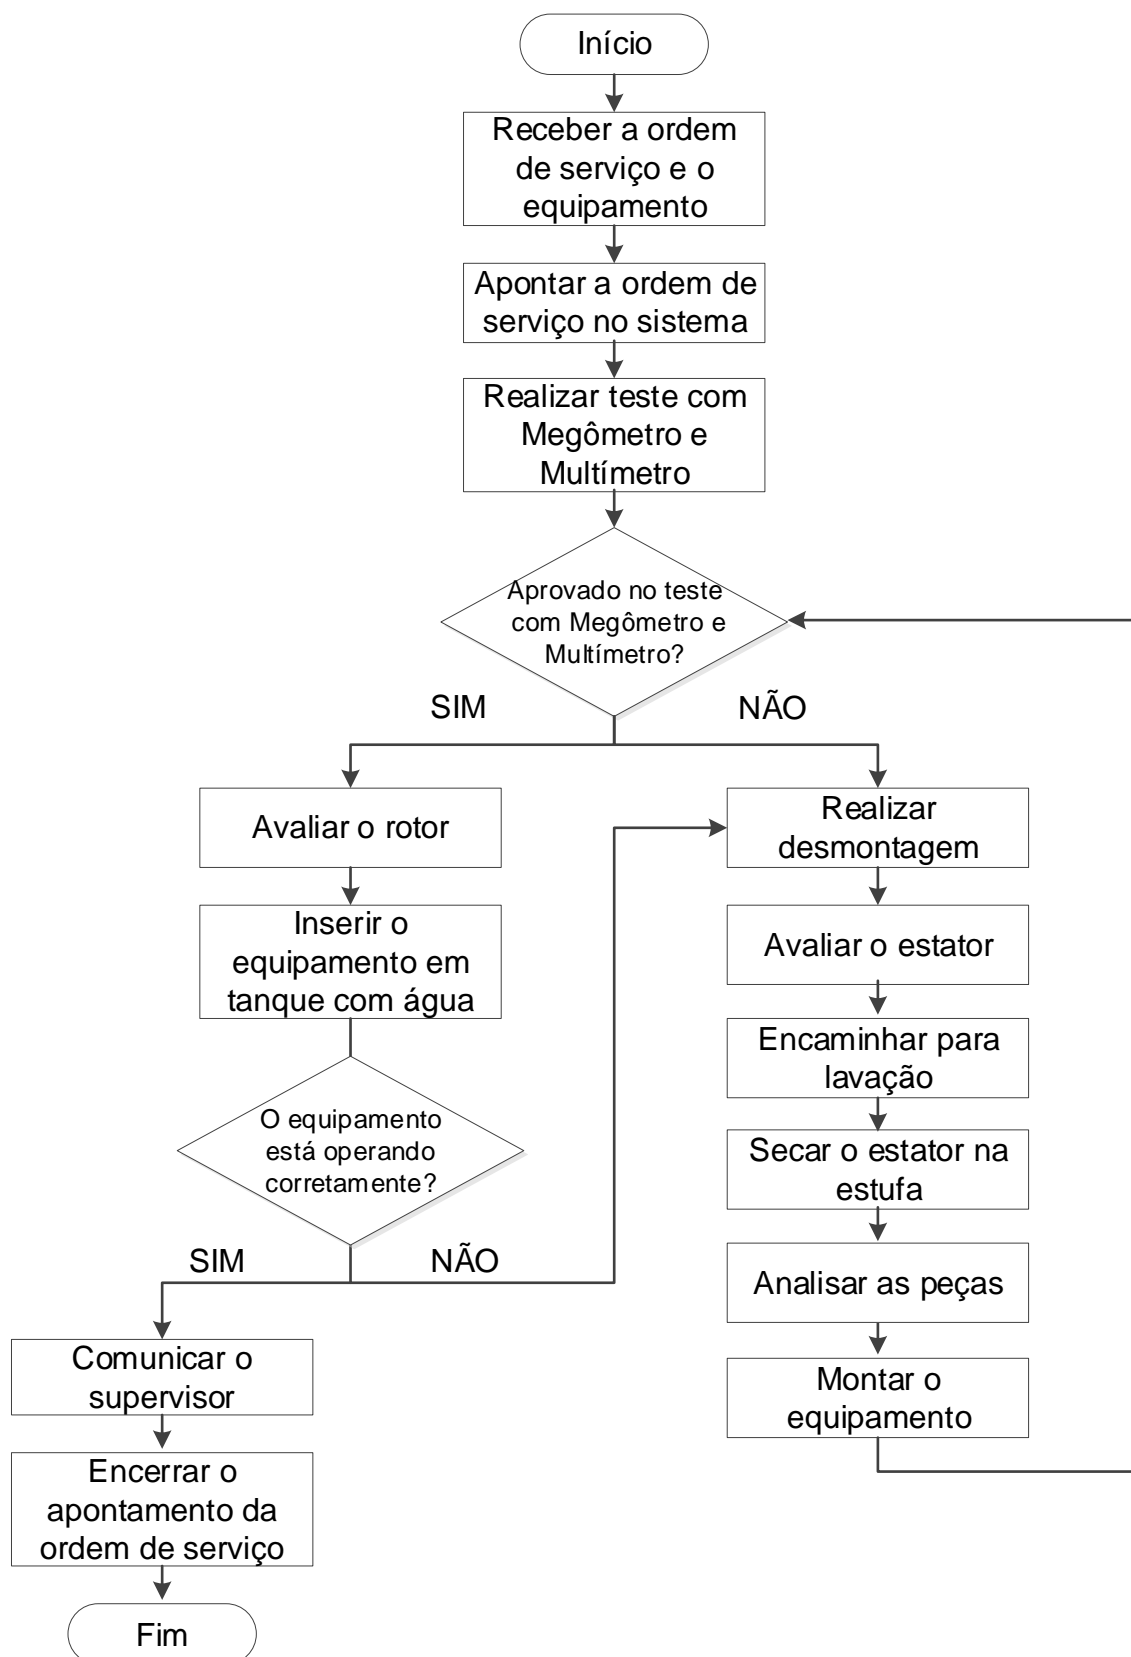 Início
Receber a ordem
de serviço e o
equipamento
Apontar a ordem de
serviço no sistema
Realizar teste com
Megômetro e
Multímetro
Aprovado no teste
com Megômetro e
Multímetro?
SIM
NÃO
Avaliar o rotor
Inserir o
equipamento em
tanque com água
O equipamento
está operando
corretamente?
SIM
NÃO
Comunicar o
supervisor
Encerrar o
apontamento da
ordem de serviço
Fim
Realizar
desmontagem
Avaliar o estator
Encaminhar para
lavação
Secar o estator na
estufa
Analisar as peças
Montar o
equipamento